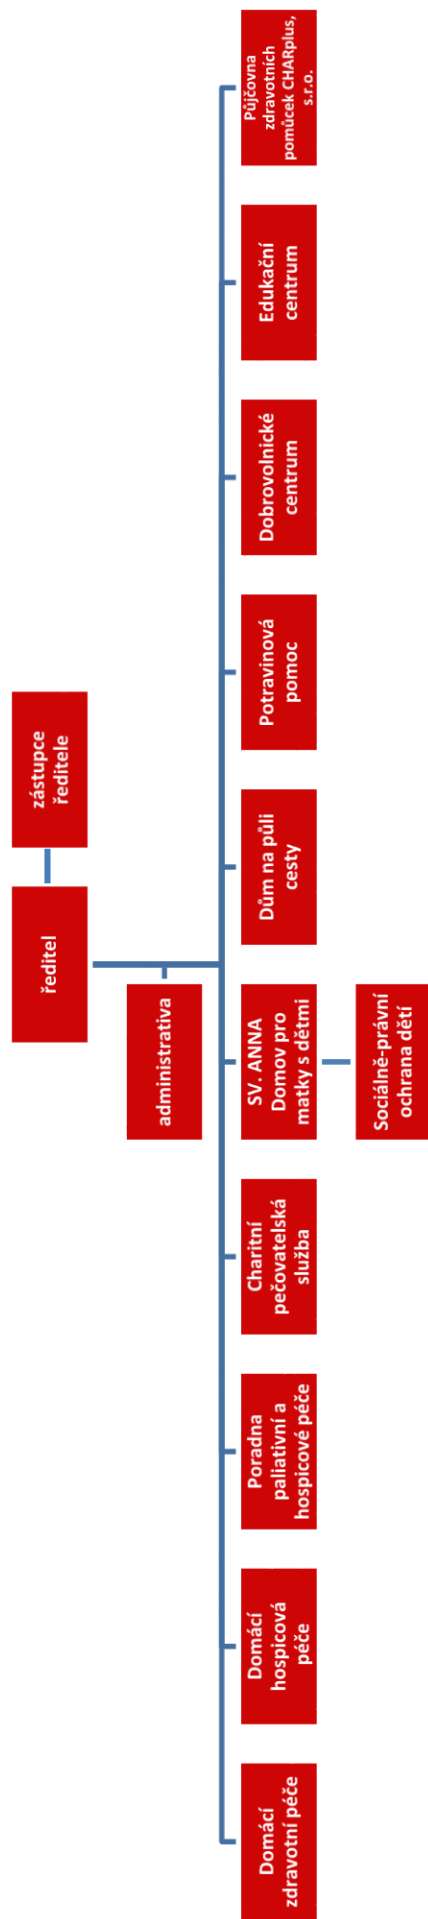 ředitel
zástupce
ředitele
administrativa
Domácí
zdravotní péče
Domácí
hospicová
péče
Poradna
paliativní a
hospicové péče
Charitní
pečovatelská
služba
SV. ANNA
Domov pro
matky s dětmi
Dům na půli
cesty
Potravinová
pomoc
Dobrovolnické
centrum
Edukační
centrum
Půjčovna
zdravotních
pomůcek CHARplus,
s.r.o.
Sociálně-právní
ochrana dětí